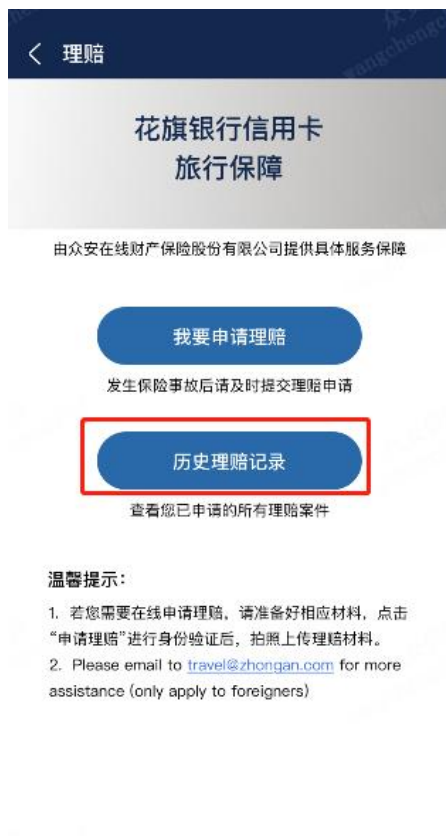 理赔
花旗银行信用卡
旅行保障
由众安在线财产保险股份有限公司提供具体服务保障
我要申请理赔
发生保险事故后请及时提交理赔申请
历史理赔记录
查看您已申请的所有理赔案件
温馨提示：
1. 若您需要在线申请理赔，请准备好相应材料，点击
“申请理赔”进行身份验证后，拍照上传理赔材料。
2. Please email to travel@zhongan.com for more
assistance (only apply to foreigners)